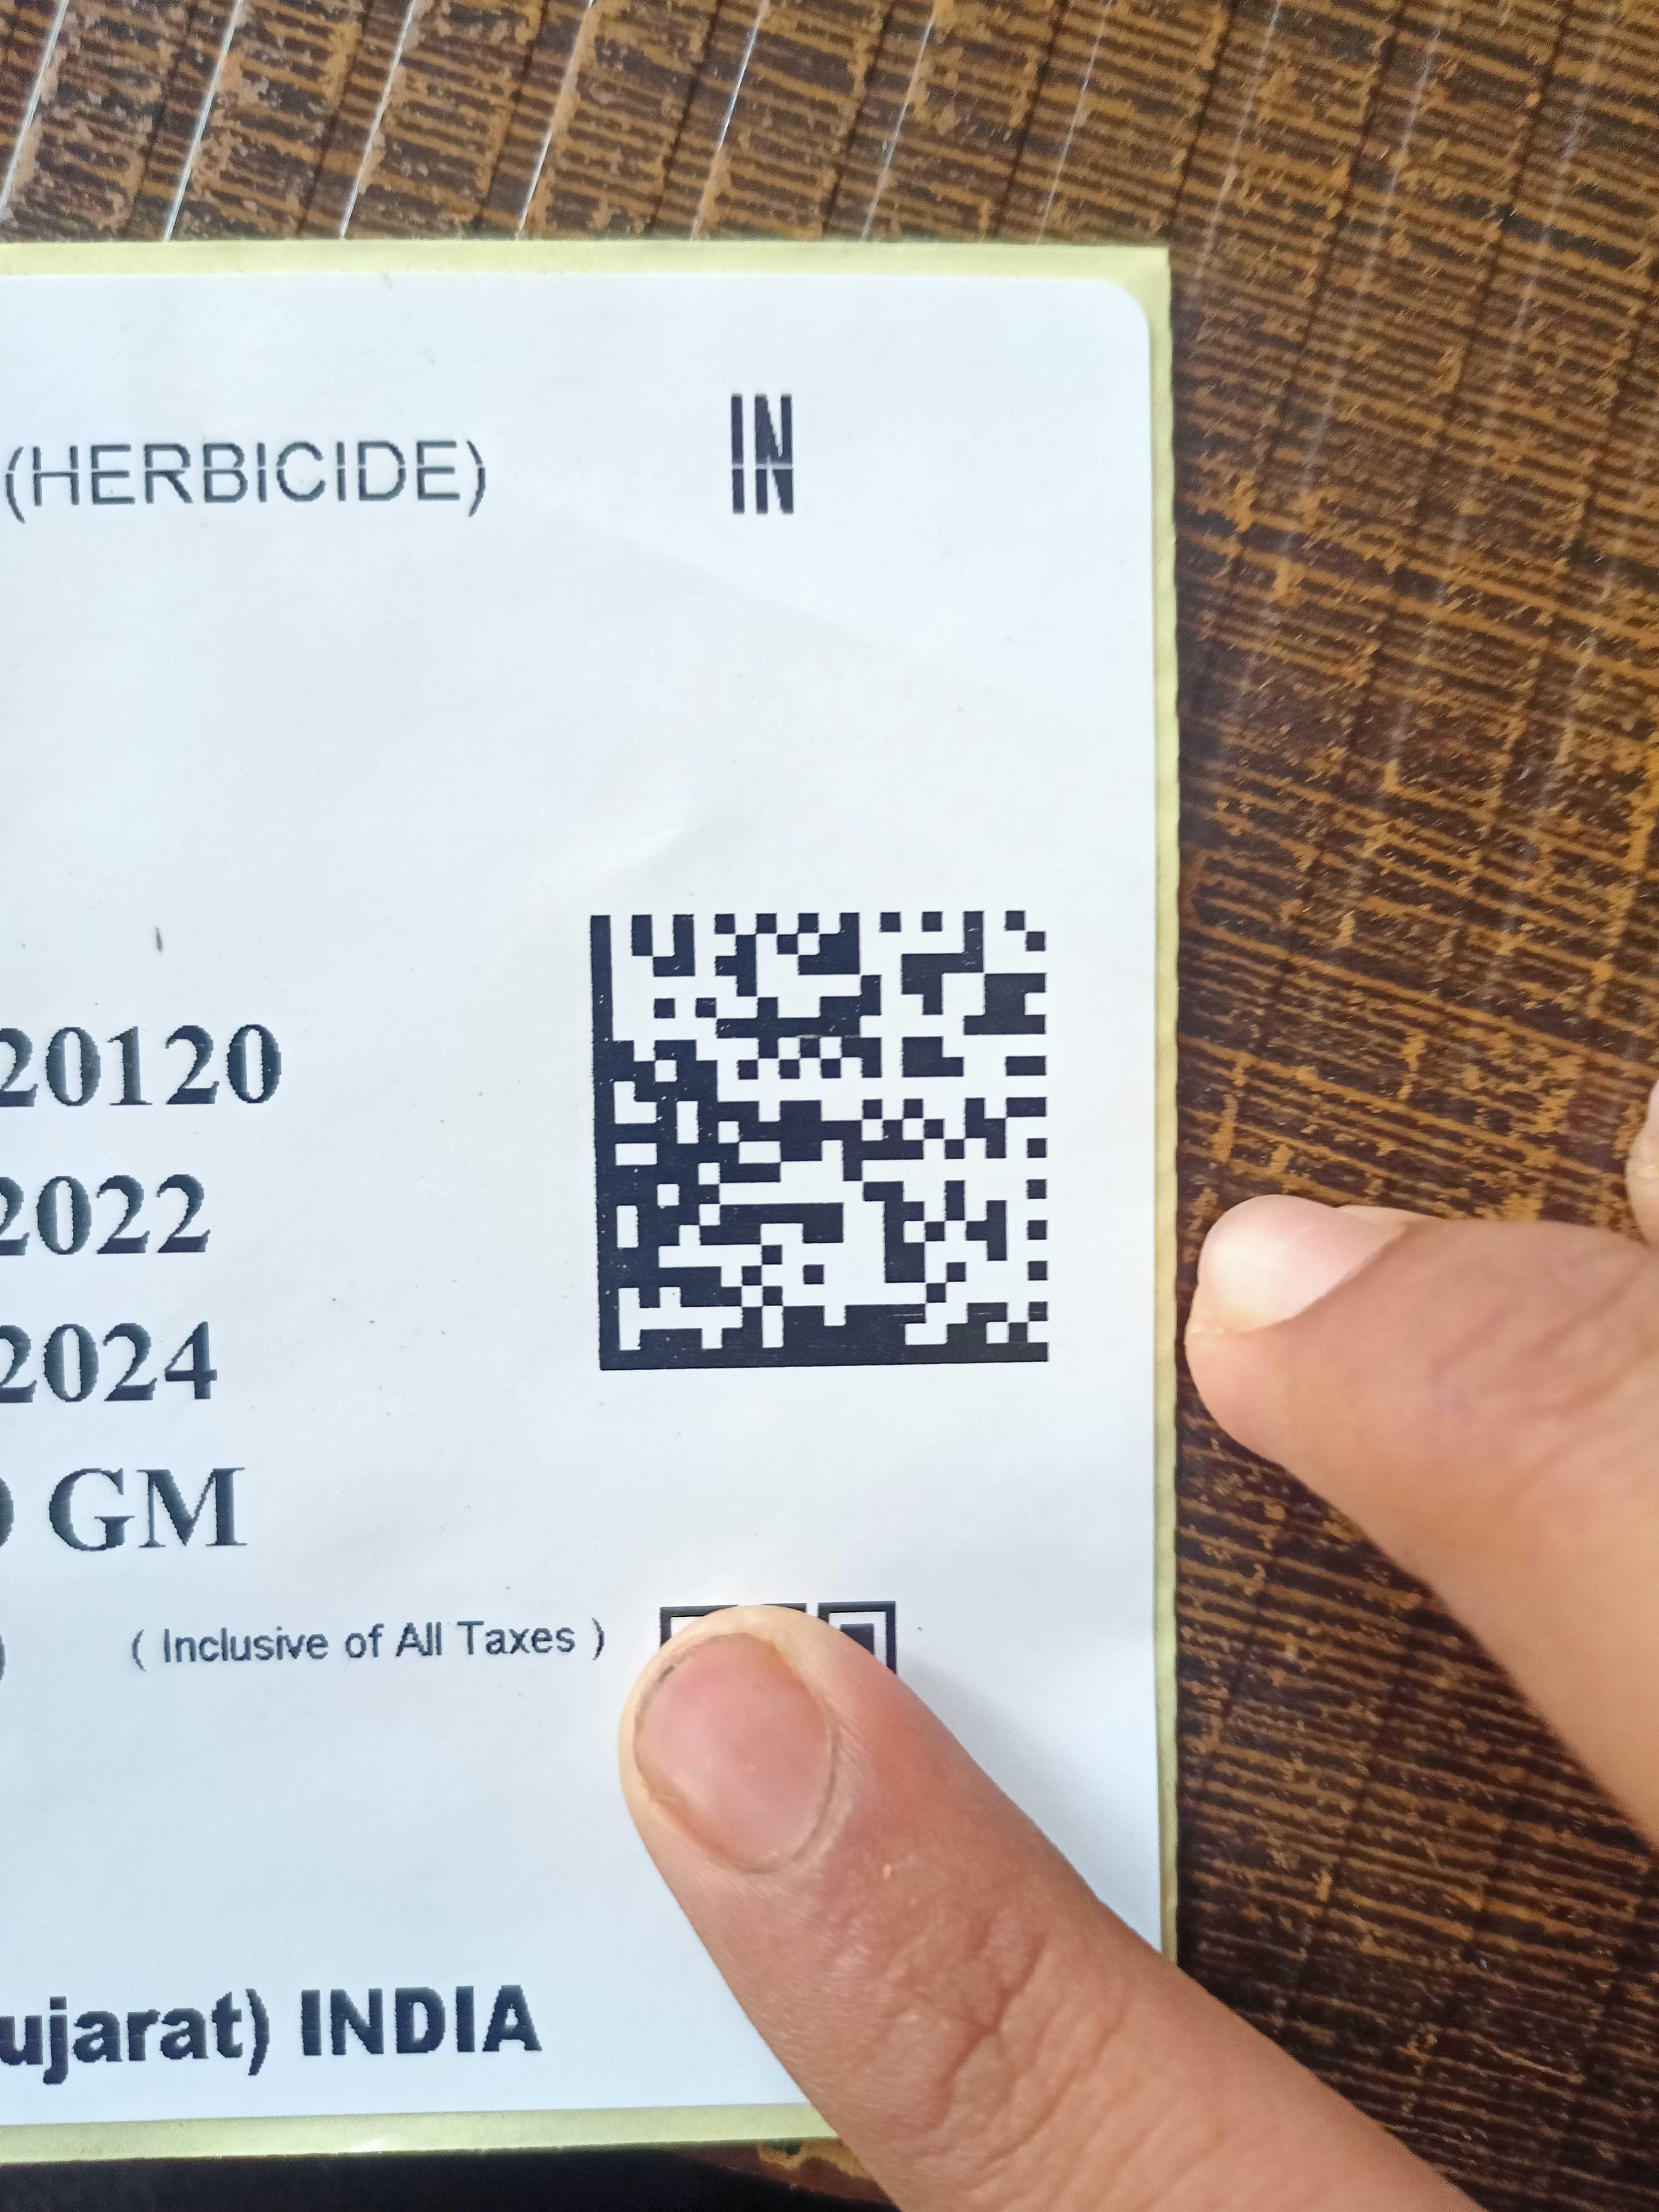 (HERBICIDE) IN
20120
2022
2024
GM
( Inclusive of All Taxes )
ujarat) INDIA